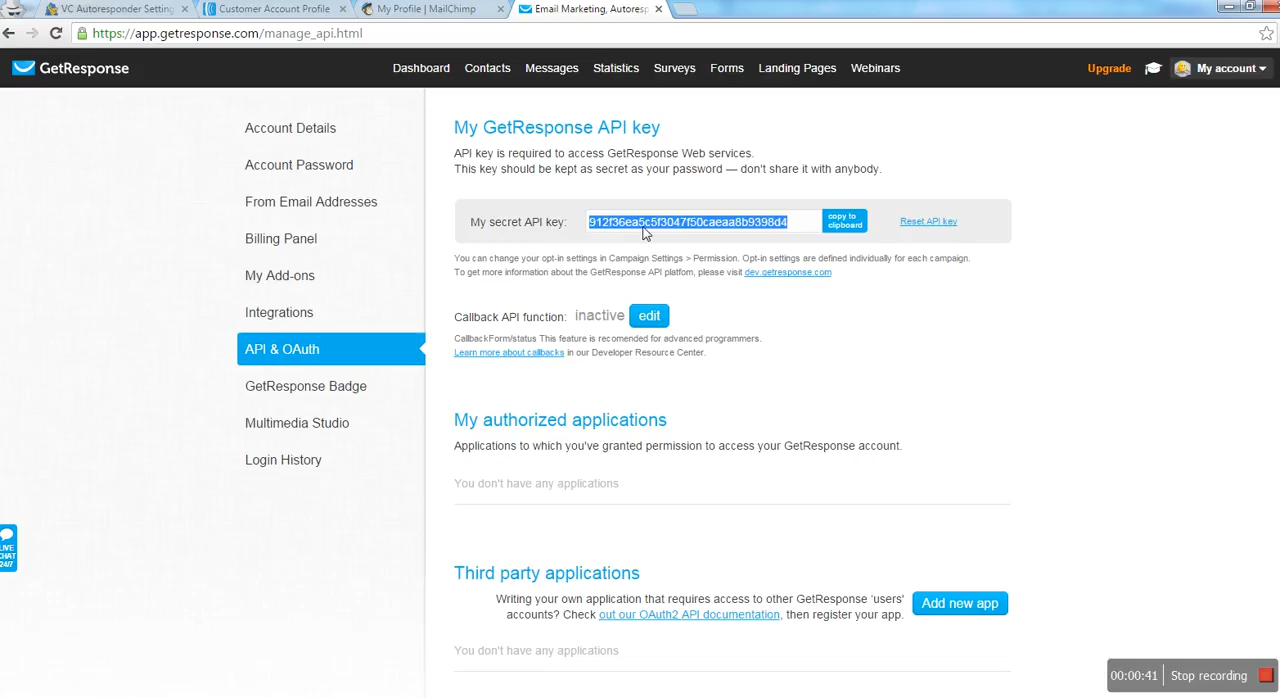 VC Autoresponder Setting
Customer Account Profile
My Profile | MailChimp
Email Marketing, Autoresp
https://app.getresponse.com/manage_api.html
GetResponse
Dashboard
Contacts
Messages
Statistics
Surveys
Forms
Landing Pages
Webinars
Upgrade
My account
Account Details
Account Password
From Email Addresses
Billing Panel
My Add-ons
Integrations
API & OAuth
GetResponse Badge
Multimedia Studio
Login History
My GetResponse API key
API key is required to access GetResponse Web services.
This key should be kept as secret as your password — don't share it with anybody.
My secret API key: 912f36ea5c5f3047f50caeaa8b9398d4
copy to
clipboard
Reset API key
You can change your opt-in settings in Campaign Settings > Permission. Opt-in settings are defined individually for each campaign.
To get more information about the GetResponse API platfom, please visit dev.getresponse.com
Callback API function: inactive edit
CallbackForm/status This feature is recomended for advanced programmers.
Learn more about callbacks in our Developer Resource Center.
My authorized applications
Applications to which you've granted permission to access your GetResponse account.
You don't have any applications
Third party applications
Writing your own application that requires access to other GetResponse 'users'
accounts? Check out our OAuth2 API documentation, then register your app.
Add new app
You don't have any applications
LIVE
CHAT
24/7
00:00:41
Stop recording